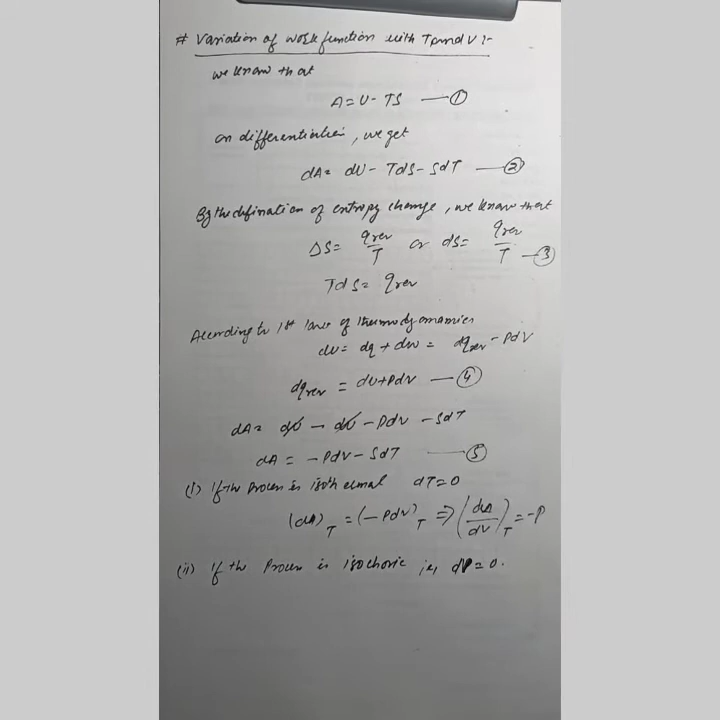 # Variation of work function with T and V :-
we know that
A = U - TS —①
on differentiation, we get
dA = dU - TdS - SdT —②
By the defination of entropy change, we know that
ΔS = qrev/T or dS = qrev/T —③
TdS = qrev
According to 1st law of thermodynamics
dU = dq + dw = dqrev - PdV
dqrev = dU + PdV —④
dA = dU - dU - PdV - SdT
dA = - PdV - SdT —⑤
(i) If the process is isothermal dT = 0
(dA)T = (- PdV)T ⇒ (dA/dV)T = -P
(ii) If the process is isochoric ie, dV = 0.